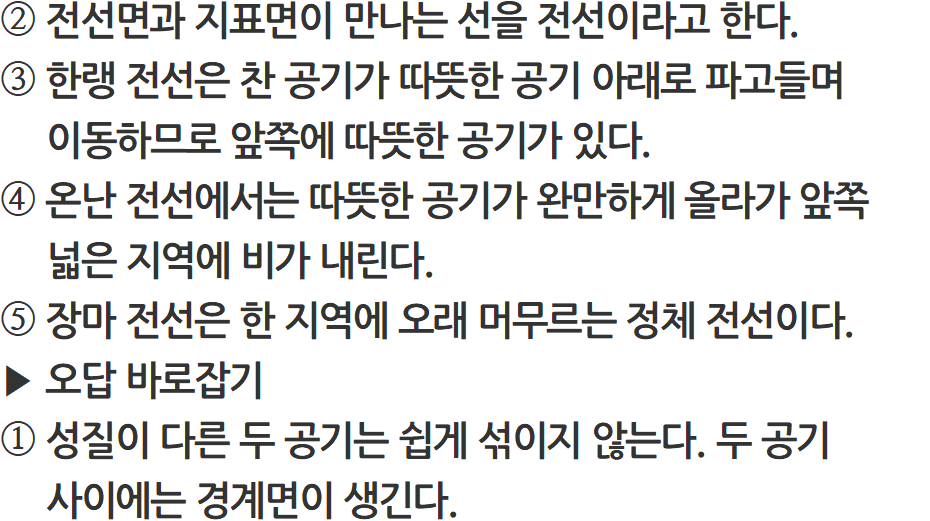 ② 전선면과 지표면이 만나는 선을 전선이라고 한다.
③ 한랭 전선은 찬 공기가 따뜻한 공기 아래로 파고들며
이동하므로 앞쪽에 따뜻한 공기가 있다.
④ 온난 전선에서는 따뜻한 공기가 완만하게 올라가 앞쪽
넓은 지역에 비가 내린다.
⑤ 장마 전선은 한 지역에 오래 머무르는 정체 전선이다.
▶ 오답 바로잡기
① 성질이 다른 두 공기는 쉽게 섞이지 않는다. 두 공기
사이에는 경계면이 생긴다.